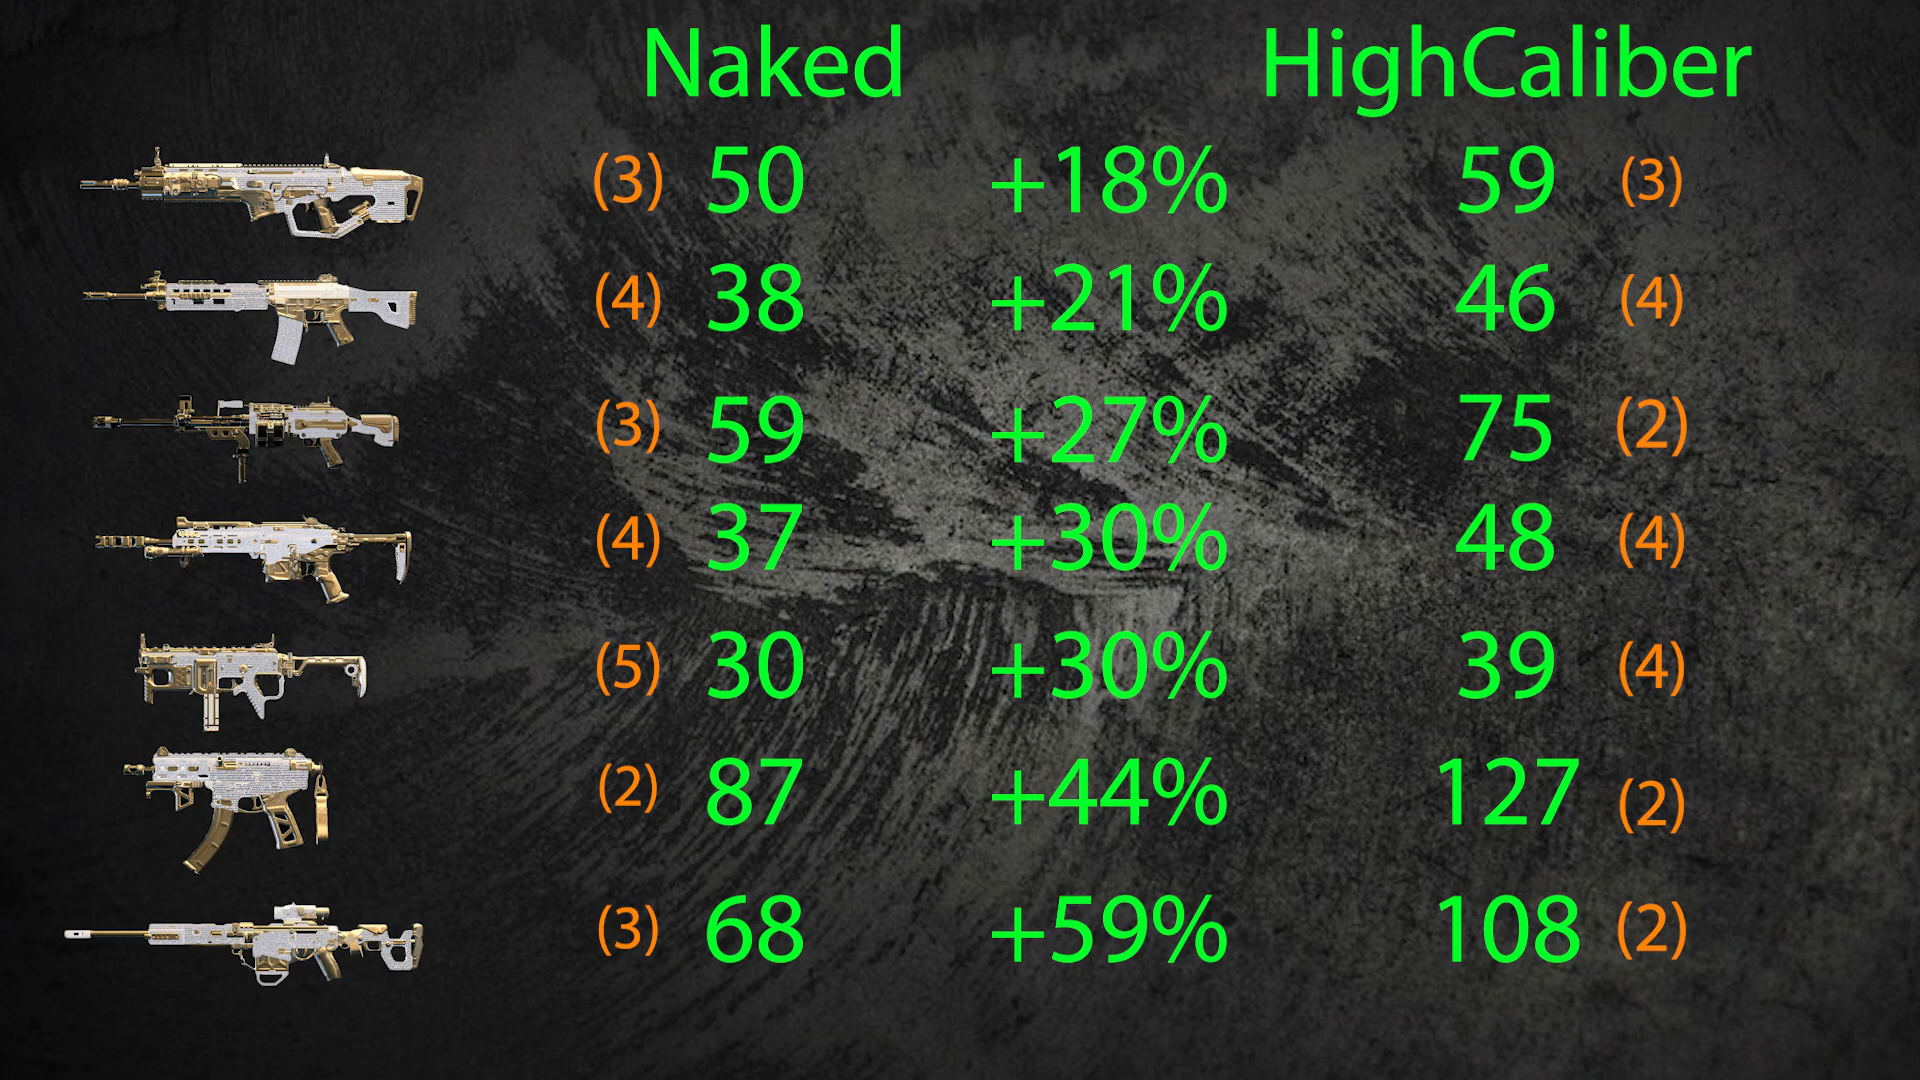 Naked HighCaliber
(3) 50 +18% 59 (3)
(4) 38 +21% 46 (4)
(3) 59 +27% 75 (2)
(4) 37 +30% 48 (4)
(5) 30 +30% 39 (4)
(2) 87 +44% 127 (2)
(3) 68 +59% 108 (2)